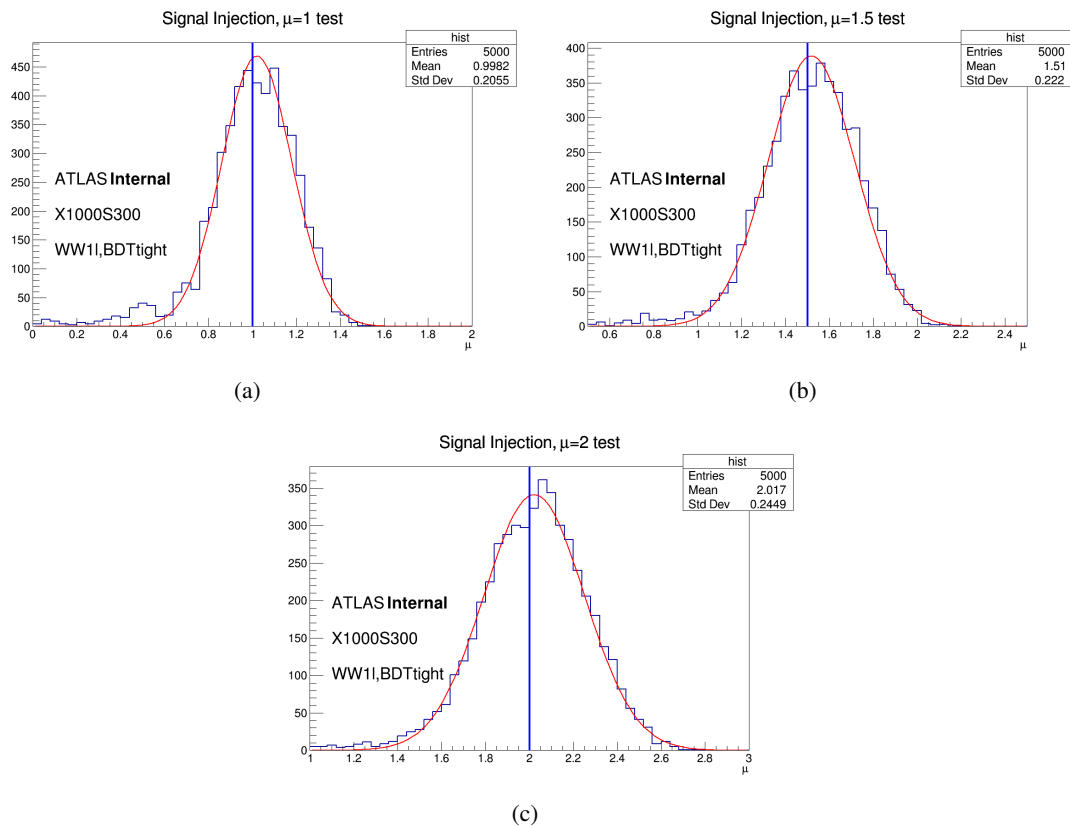 Signal Injection, μ=1 test
hist
Entries 5000
Mean 0.9982
Std Dev 0.2055
450
400
350
300
250
200
150
100
50
0
ATLAS Internal
X1000S300
WW1l,BDTtight
0 0.2 0.4 0.6 0.8 1 1.2 1.4 1.6 1.8 2
μ
(a)
Signal Injection, μ=1.5 test
hist
Entries 5000
Mean 1.51
Std Dev 0.222
400
350
300
250
200
150
100
50
0
ATLAS Internal
X1000S300
WW1l,BDTtight
0.6 0.8 1 1.2 1.4 1.6 1.8 2 2.2 2.4
μ
(b)
Signal Injection, μ=2 test
hist
Entries 5000
Mean 2.017
Std Dev 0.2449
350
300
250
200
150
100
50
0
ATLAS Internal
X1000S300
WW1l,BDTtight
1 1.2 1.4 1.6 1.8 2 2.2 2.4 2.6 2.8 3
μ
(c)